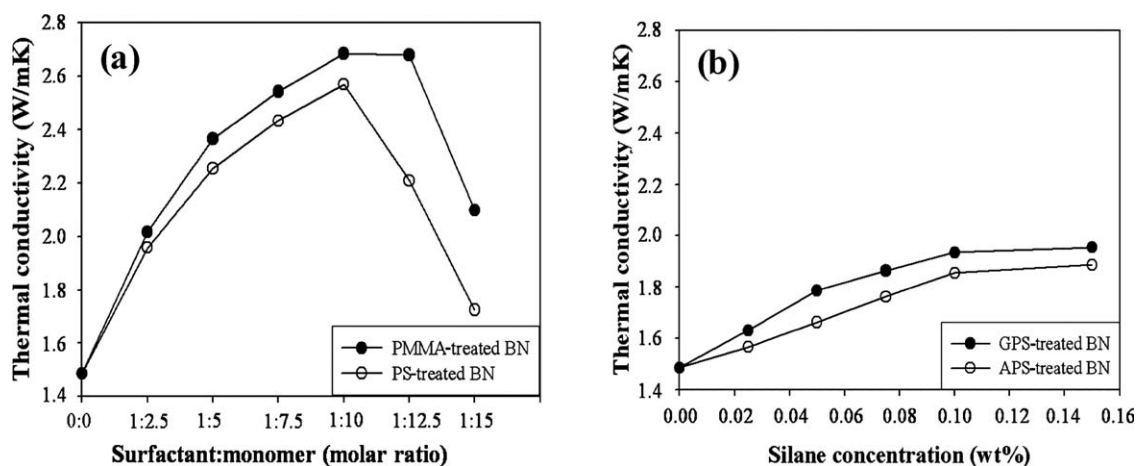 (a)
Thermal conductivity (W/mK)
2.8
2.6
2.4
2.2
2.0
1.8
1.6
1.4
0:0 1:2.5 1:5 1:7.5 1:10 1:12.5 1:15
Surfactant:monomer (molar ratio)
PMMA-treated BN
PS-treated BN
(b)
Thermal conductivity (W/mK)
2.8
2.6
2.4
2.2
2.0
1.8
1.6
1.4
0.00 0.02 0.04 0.06 0.08 0.10 0.12 0.14 0.16
Silane concentration (wt%)
GPS-treated BN
APS-treated BN